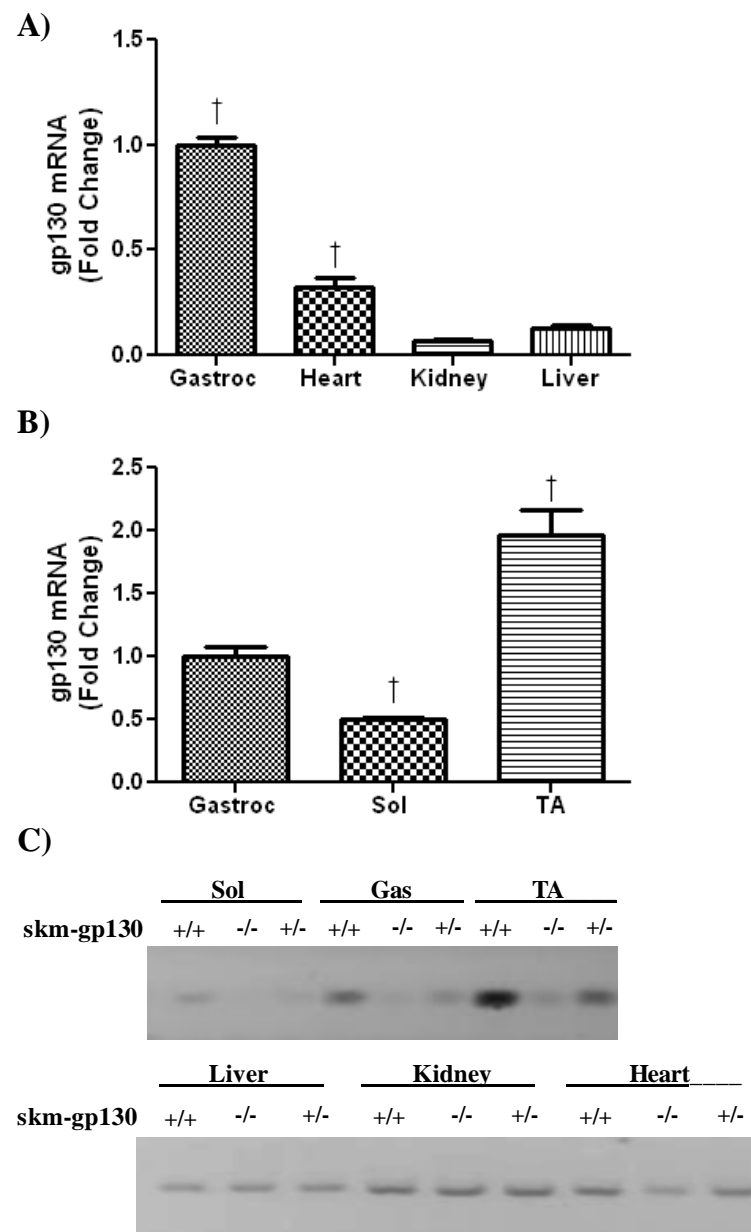 A)
gp130 mRNA
(Fold Change)
1.5
1.0
0.5
0.0
†
†
Gastroc Heart Kidney Liver
B)
gp130 mRNA
(Fold Change)
2.5
2.0
1.5
1.0
0.5
0.0
†
†
Gastroc Sol TA
C)
Sol Gas TA
skm-gp130 +/+ -/- +/- +/+ -/- +/- +/+ -/- +/-
Liver Kidney Heart____
skm-gp130 +/+ -/- +/- +/+ -/- +/- +/+ -/- +/-